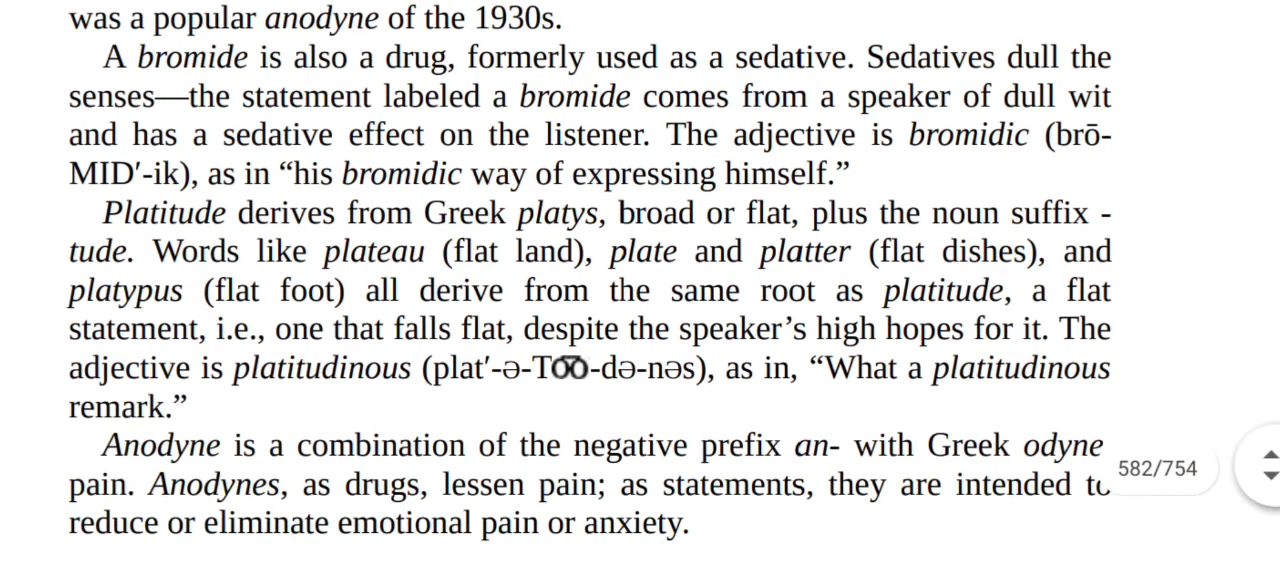 was a popular anodyne of the 1930s.
A bromide is also a drug, formerly used as a sedative. Sedatives dull the
senses—the statement labeled a bromide comes from a speaker of dull wit
and has a sedative effect on the listener. The adjective is bromidic (brō-
MID′-ik), as in “his bromidic way of expressing himself.”
Platitude derives from Greek platys, broad or flat, plus the noun suffix -
tude. Words like plateau (flat land), plate and platter (flat dishes), and
platypus (flat foot) all derive from the same root as platitude, a flat
statement, i.e., one that falls flat, despite the speaker’s high hopes for it. The
adjective is platitudinous (plat′-ə-To͞o-də-nəs), as in, “What a platitudinous
remark.”
Anodyne is a combination of the negative prefix an- with Greek odyne
pain. Anodynes, as drugs, lessen pain; as statements, they are intended to
reduce or eliminate emotional pain or anxiety.
582/754